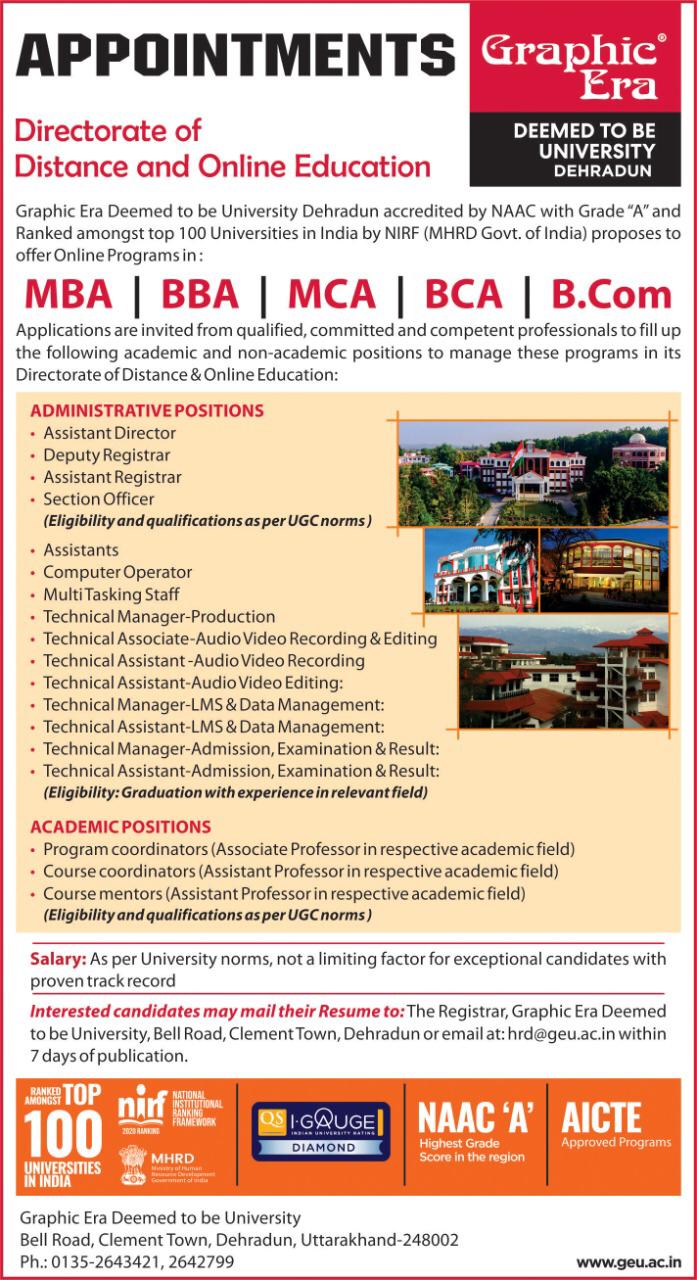 APPOINTMENTS
Graphic®
Era
DEEMED TO BE
UNIVERSITY
DEHRADUN
Directorate of
Distance and Online Education
Graphic Era Deemed to be University Dehradun accredited by NAAC with Grade “A” and
Ranked amongst top 100 Universities in India by NIRF (MHRD Govt. of India) proposes to
offer Online Programs in :
MBA | BBA | MCA | BCA | B.Com
Applications are invited from qualified, committed and competent professionals to fill up
the following academic and non-academic positions to manage these programs in its
Directorate of Distance & Online Education:
ADMINISTRATIVE POSITIONS
• Assistant Director
• Deputy Registrar
• Assistant Registrar
• Section Officer
(Eligibility and qualifications as per UGC norms )
• Assistants
• Computer Operator
• Multi Tasking Staff
• Technical Manager-Production
• Technical Associate-Audio Video Recording & Editing
• Technical Assistant -Audio Video Recording
• Technical Assistant-Audio Video Editing:
• Technical Manager-LMS & Data Management:
• Technical Assistant-LMS & Data Management:
• Technical Manager-Admission, Examination & Result:
• Technical Assistant-Admission, Examination & Result:
(Eligibility: Graduation with experience in relevant field)
ACADEMIC POSITIONS
• Program coordinators (Associate Professor in respective academic field)
• Course coordinators (Assistant Professor in respective academic field)
• Course mentors (Assistant Professor in respective academic field)
(Eligibility and qualifications as per UGC norms )
Salary: As per University norms, not a limiting factor for exceptional candidates with
proven track record
Interested candidates may mail their Resume to: The Registrar, Graphic Era Deemed
to be University, Bell Road, Clement Town, Dehradun or email at: hrd@geu.ac.in within
7 days of publication.
RANKED
AMONGST TOP
100
UNIVERSITIES
IN INDIA
nirf
2020 RANKING
NATIONAL
INSTITUTIONAL
RANKING
FRAMEWORK
MHRD
Ministry of Human
Resource Development
Government of India
QS I·GAUGE
INDIAN UNIVERSITY RATING
DIAMOND
NAAC ‘A’
Highest Grade
Score in the region
AICTE
Approved Programs
Graphic Era Deemed to be University
Bell Road, Clement Town, Dehradun, Uttarakhand-248002
Ph.: 0135-2643421, 2642799
www.geu.ac.in